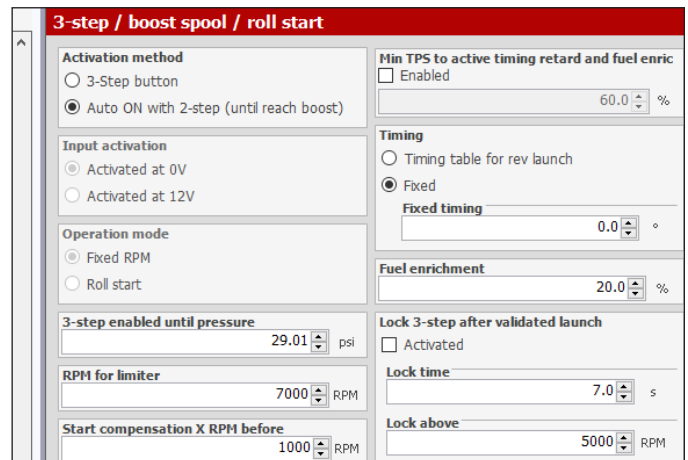 3-step / boost spool / roll start
Activation method
3-Step button
Auto ON with 2-step (until reach boost)
Input activation
Activated at 0V
Activated at 12V
Operation mode
Fixed RPM
Roll start
3-step enabled until pressure
29.01 psi
RPM for limiter
7000 RPM
Start compensation X RPM before
1000 RPM
Min TPS to active timing retard and fuel enric
Enabled
60.0 %
Timing
Timing table for rev launch
Fixed
Fixed timing
0.0 °
Fuel enrichment
20.0 %
Lock 3-step after validated launch
Activated
Lock time
7.0 s
Lock above
5000 RPM